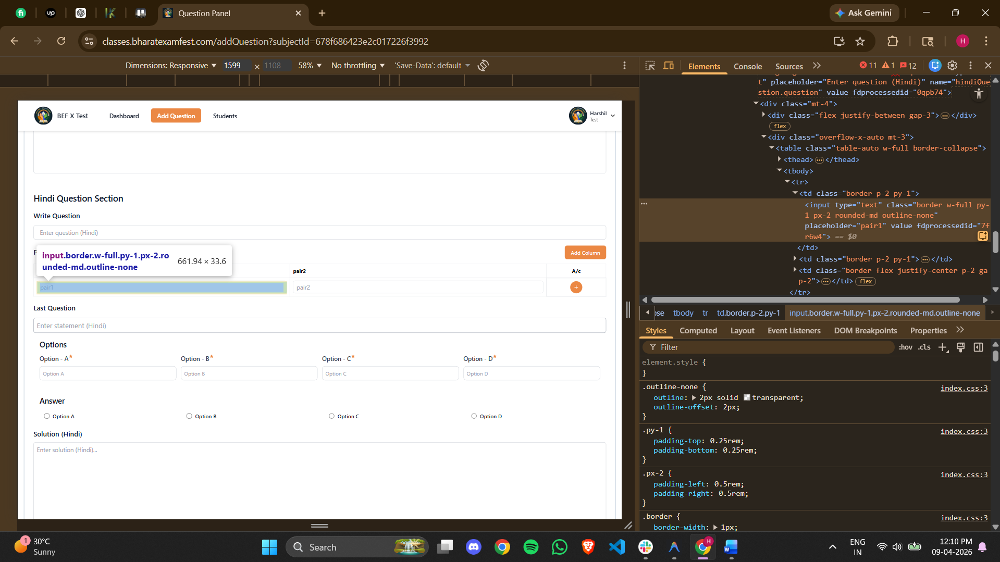 Question Panel
Ask Gemini
classes.bharatexamfest.com/addQuestion?subjectId=678f686423e2c017226f3992
H
Dimensions: Responsive
1599
×
1108
58%
No throttling
'Save-Data': default
Elements
Console
Sources
11
1
12
BEF X Test
Dashboard
Add Question
Students
Harshil
Test
Hindi Question Section
Write Question
Enter question (Hindi)
input.border.w-full.py-1.px-2.ro
unded-md.outline-none
661.94 × 33.6
Add Column
pair2
A/c
pair1
pair2
+
Last Question
Enter statement (Hindi)
Options
Option - A*
Option - B*
Option - C*
Option - D*
Option A
Option B
Option C
Option D
Answer
Option A
Option B
Option C
Option D
Solution (Hindi)
Enter solution (Hindi)...
t" placeholder="Enter question (Hindi)" name="hindiQue
stion.question" value fdprocessedid="0qpb74">
<div class="mt-4">
<div class="flex justify-between gap-3"> … </div>
flex
<div class="overflow-x-auto mt-3">
<table class="table-auto w-full border-collapse">
<thead> … </thead>
<tbody>
<tr>
<td class="border p-2 py-1">
<input type="text" class="border w-full py-
1 px-2 rounded-md outline-none"
placeholder="pair1" value fdprocessedid="7f
r6w4"> == $0
</td>
<td class="border p-2 py-1"> … </td>
<td class="border flex justify-center p-2 ga
p-2"> … </td> flex
</tr>
ose
tbody
tr
td.border.p-2.py-1
input.border.w-full.py-1.px-2.rounded-md.outline-none
Styles
Computed
Layout
Event Listeners
DOM Breakpoints
Properties
Filter
:hov
.cls
element.style {
}
.outline-none {
index.css:3
outline: 2px solid transparent;
outline-offset: 2px;
}
.py-1 {
index.css:3
padding-top: 0.25rem;
padding-bottom: 0.25rem;
}
.px-2 {
index.css:3
padding-left: 0.5rem;
padding-right: 0.5rem;
}
.border {
index.css:3
border-width: 1px;
1
30°C
Sunny
Search
H
ENG
IN
12:10 PM
09-04-2026